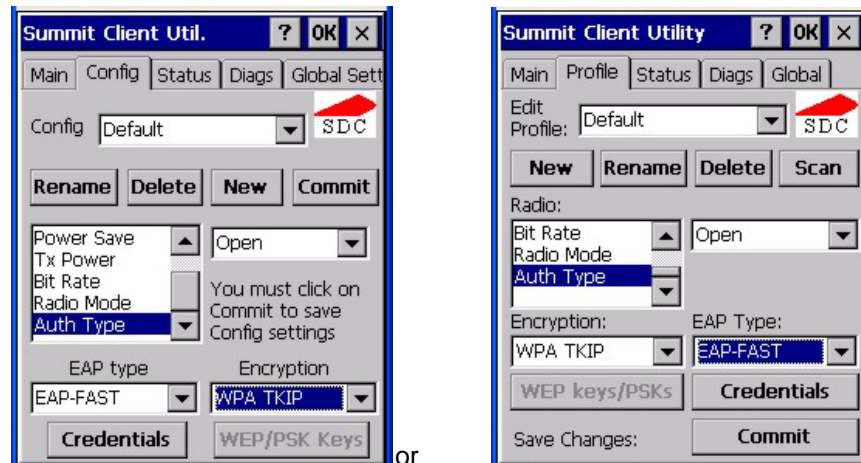 Summit Client Util. ? OK ×
Main Config Status Diags Global Sett
Config Default SDC
Rename Delete New Commit
Power Save
Tx Power
Bit Rate
Radio Mode
Auth Type
Open
You must click on
Commit to save
Config settings
EAP type Encryption
EAP-FAST WPA TKIP
Credentials WEP/PSK Keys
or
Summit Client Utility ? OK ×
Main Profile Status Diags Global
Edit
Profile: Default SDC
New Rename Delete Scan
Radio:
Bit Rate
Radio Mode
Auth Type
Open
Encryption: EAP Type:
WPA TKIP EAP-FAST
WEP keys/PSKs Credentials
Save Changes: Commit